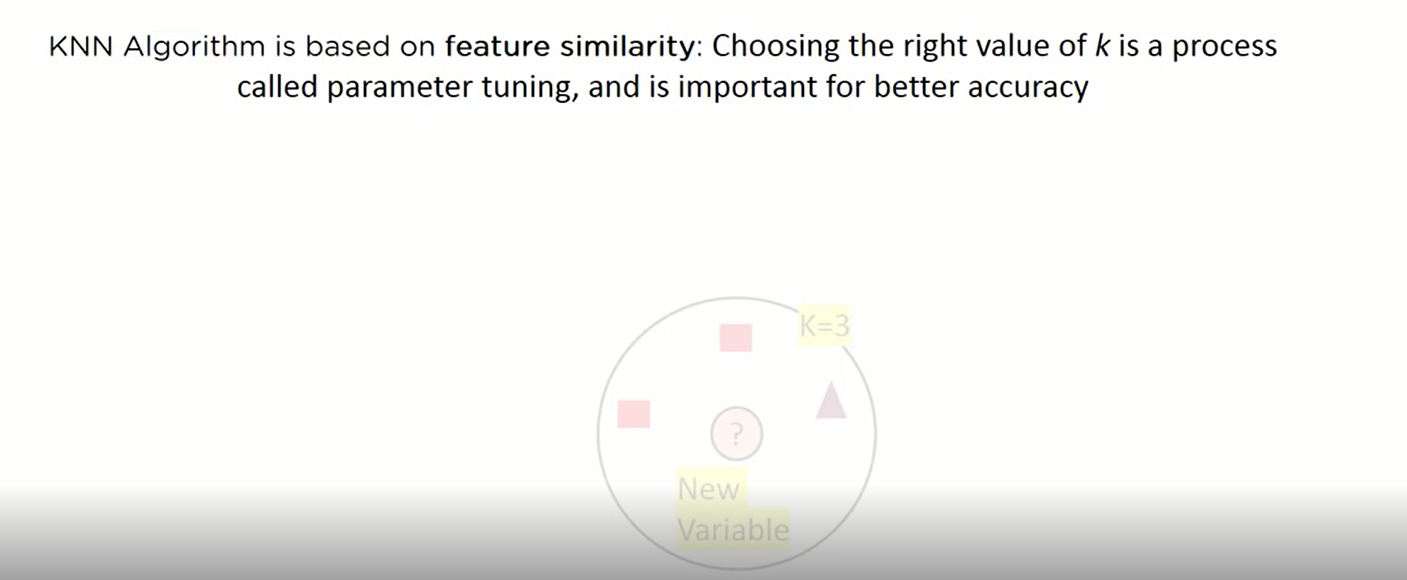 KNN Algorithm is based on feature similarity: Choosing the right value of k is a process
called parameter tuning, and is important for better accuracy
K=3
?
New
Variable